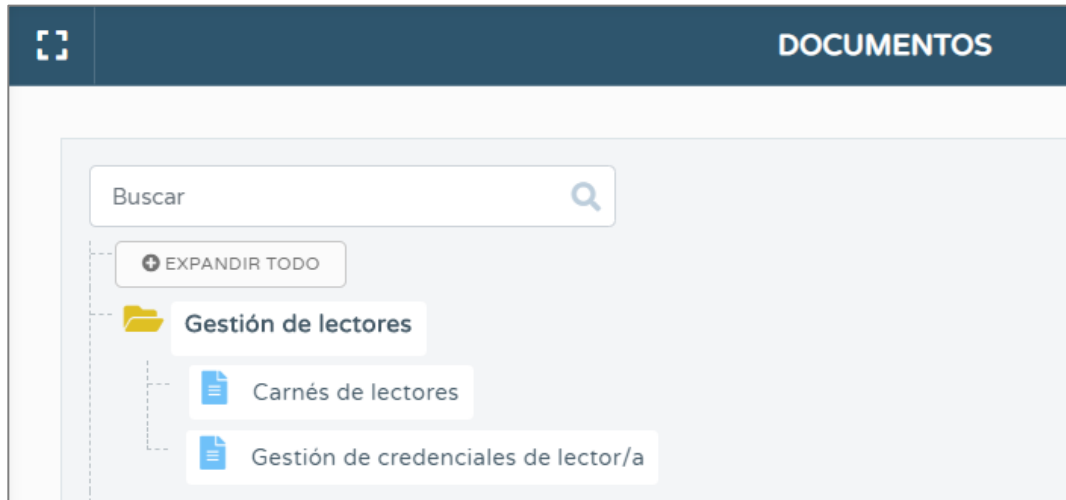 DOCUMENTOS
Buscar
EXPANDIR TODO
Gestión de lectores
Carnés de lectores
Gestión de credenciales de lector/a